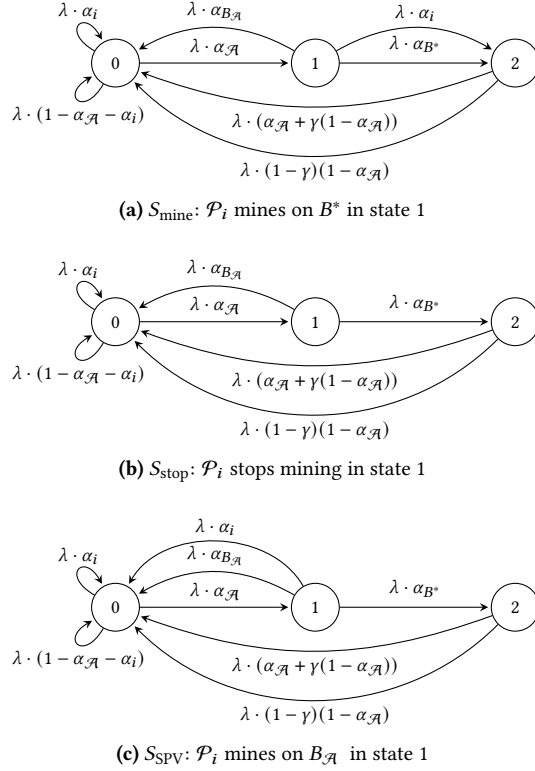 λ · α_i
λ · α_{B_𝒜}
λ · α_i
λ · α_𝒜
λ · α_{B*}
0
1
2
λ · (1 − α_𝒜 − α_i)
λ · (α_𝒜 + γ(1 − α_𝒜))
λ · (1 − γ)(1 − α_𝒜)
(a) S_mine: 𝒫_i mines on B* in state 1
λ · α_i
λ · α_{B_𝒜}
λ · α_𝒜
λ · α_{B*}
0
1
2
λ · (1 − α_𝒜 − α_i)
λ · (α_𝒜 + γ(1 − α_𝒜))
λ · (1 − γ)(1 − α_𝒜)
(b) S_stop: 𝒫_i stops mining in state 1
λ · α_i
λ · α_i
λ · α_{B_𝒜}
λ · α_𝒜
λ · α_{B*}
0
1
2
λ · (1 − α_𝒜 − α_i)
λ · (α_𝒜 + γ(1 − α_𝒜))
λ · (1 − γ)(1 − α_𝒜)
(c) S_SPV: 𝒫_i mines on B_𝒜 in state 1